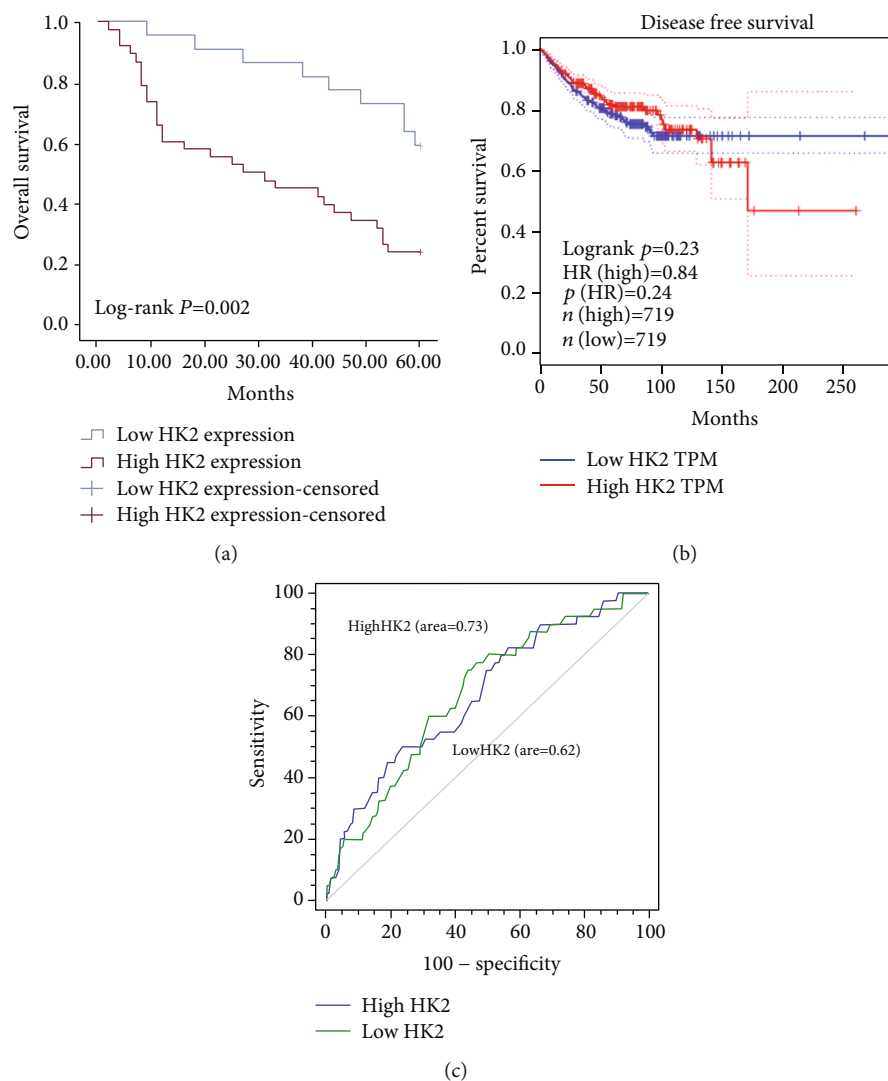 1.0
0.8
0.6
0.4
0.2
0.0
Overall survival
Log-rank P=0.002
0.00 10.00 20.00 30.00 40.00 50.00 60.00
Months
Low HK2 expression
High HK2 expression
Low HK2 expression-censored
High HK2 expression-censored
(a)
Disease free survival
1.0
0.8
0.6
0.4
0.2
0.0
Percent survival
Logrank p=0.23
HR (high)=0.84
p (HR)=0.24
n (high)=719
n (low)=719
0 50 100 150 200 250
Months
Low HK2 TPM
High HK2 TPM
(b)
100
80
60
40
20
0
Sensitivity
HighHK2 (area=0.73)
LowHK2 (are=0.62)
0 20 40 60 80 100
100 − specificity
High HK2
Low HK2
(c)